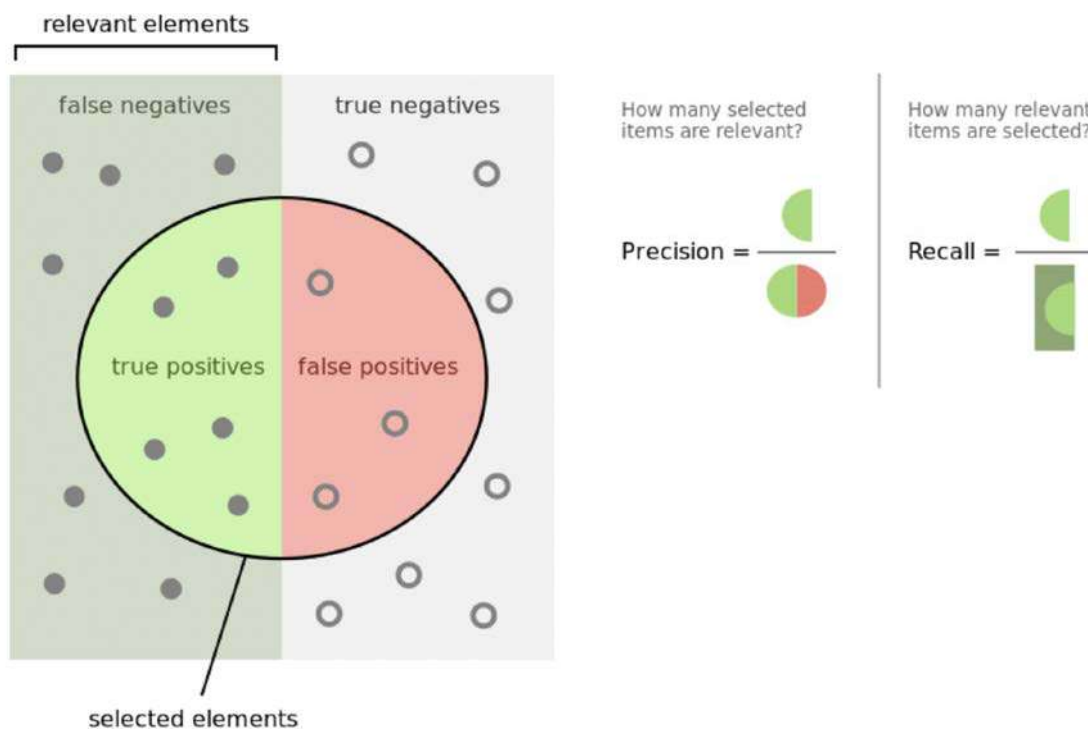 relevant elements
false negatives
true negatives
How many selected
items are relevant?
How many relevant
items are selected?
Precision =
Recall =
true positives
false positives
selected elements